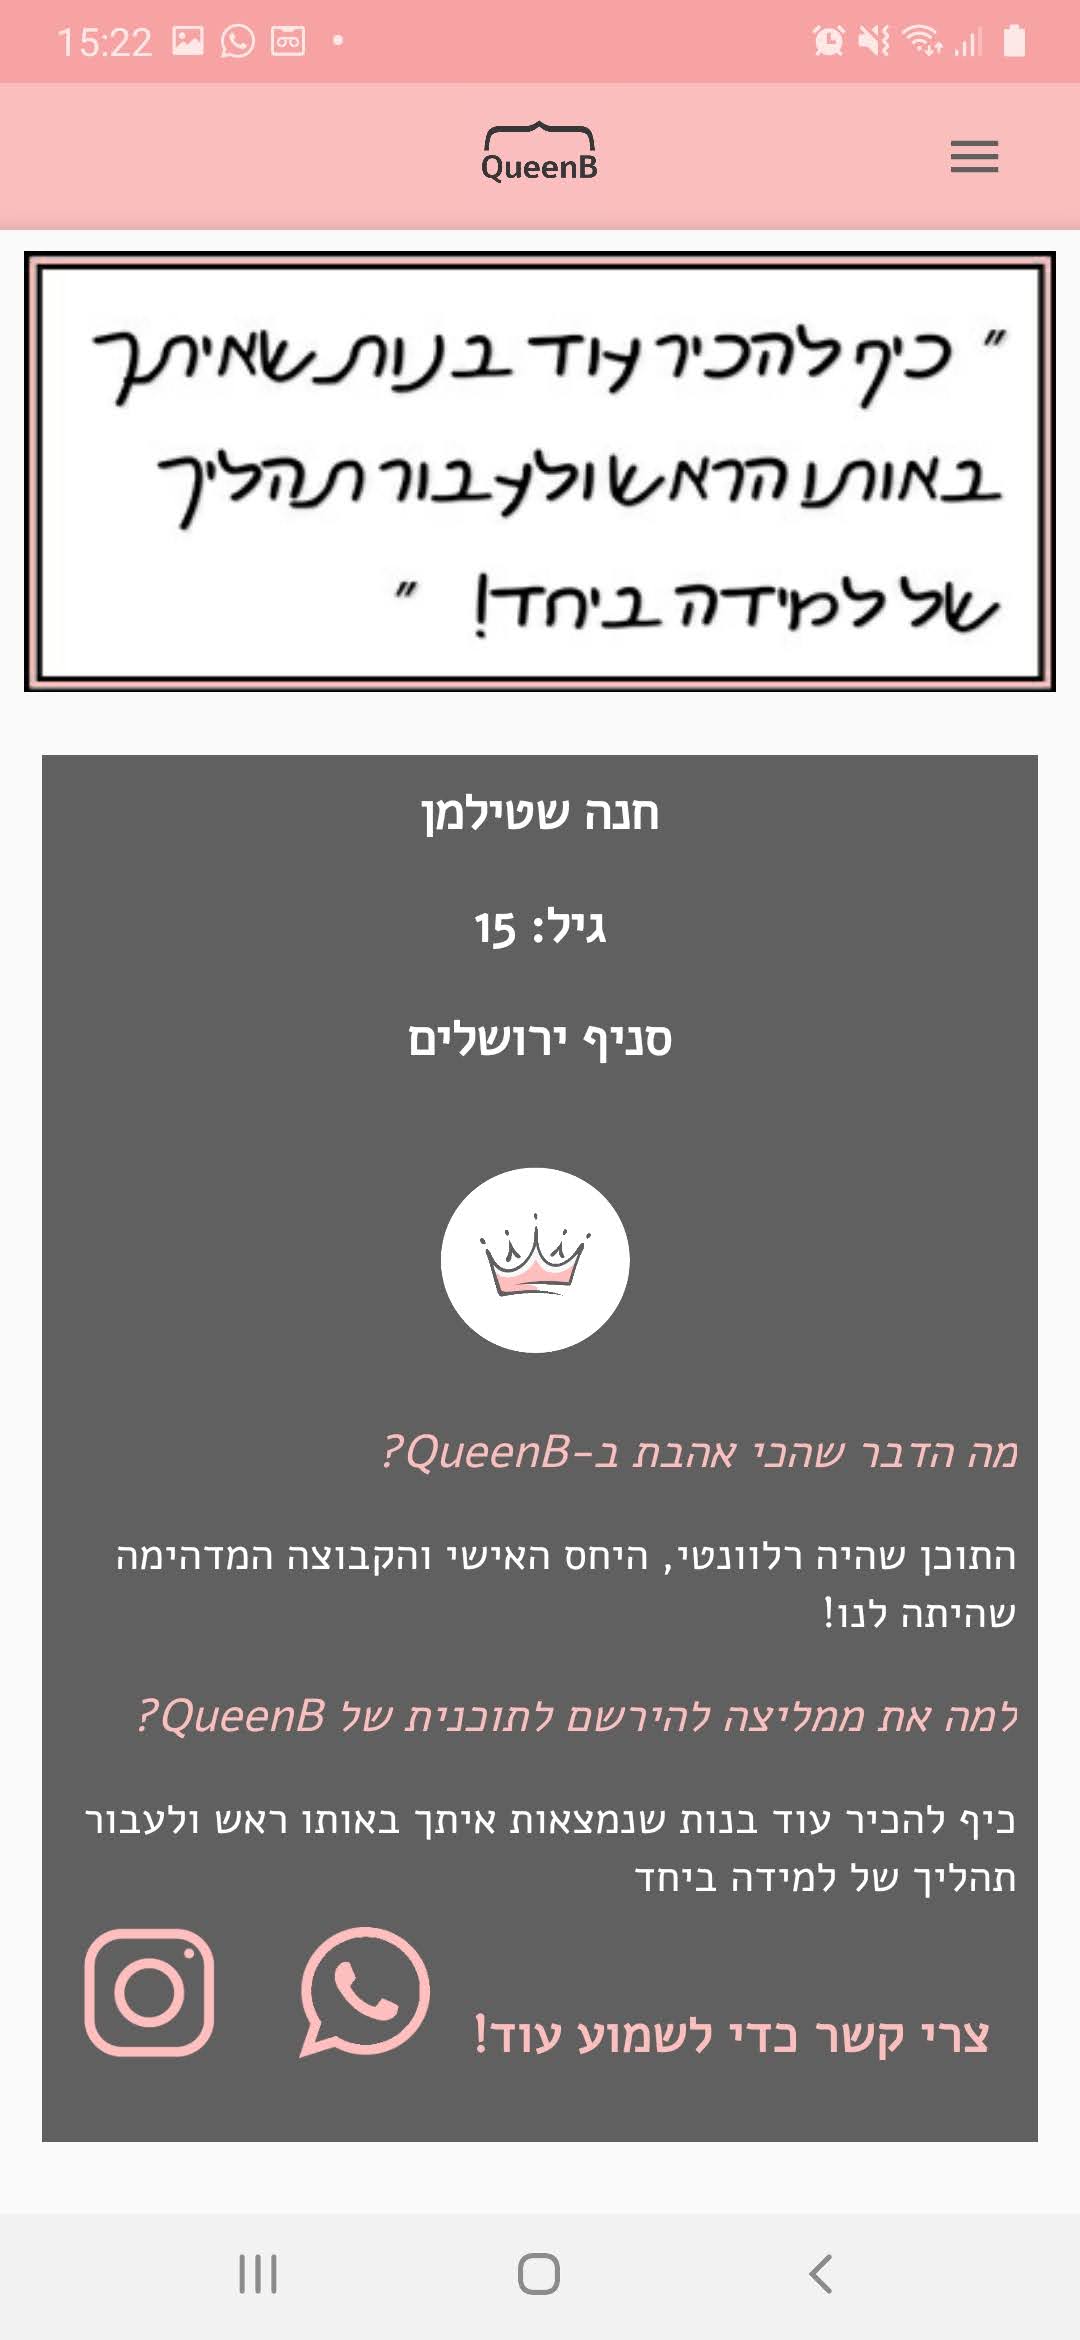 15:22
QueenB
" כיף להכיר עוד בנות שאיתך
באותו הראש ולעבור תהליך
של למידה ביחד! "
חנה שטילמן
גיל: 15
סניף ירושלים
מה הדבר שהכי אהבת ב-QueenB?
התוכן שהיה רלוונטי, היחס האישי והקבוצה המדהימה
שהיתה לנו!
למה את ממליצה להירשם לתוכנית של QueenB?
כיף להכיר עוד בנות שנמצאות איתך באותו ראש ולעבור
תהליך של למידה ביחד
צרי קשר כדי לשמוע עוד!